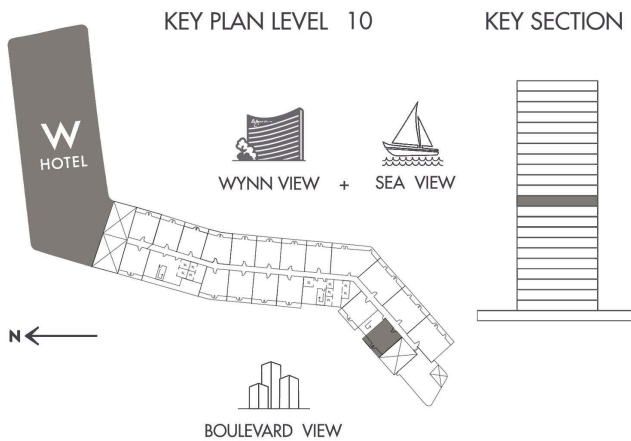 KEY PLAN LEVEL 10
KEY SECTION
W
HOTEL
WYNN VIEW + SEA VIEW
N
BOULEVARD VIEW